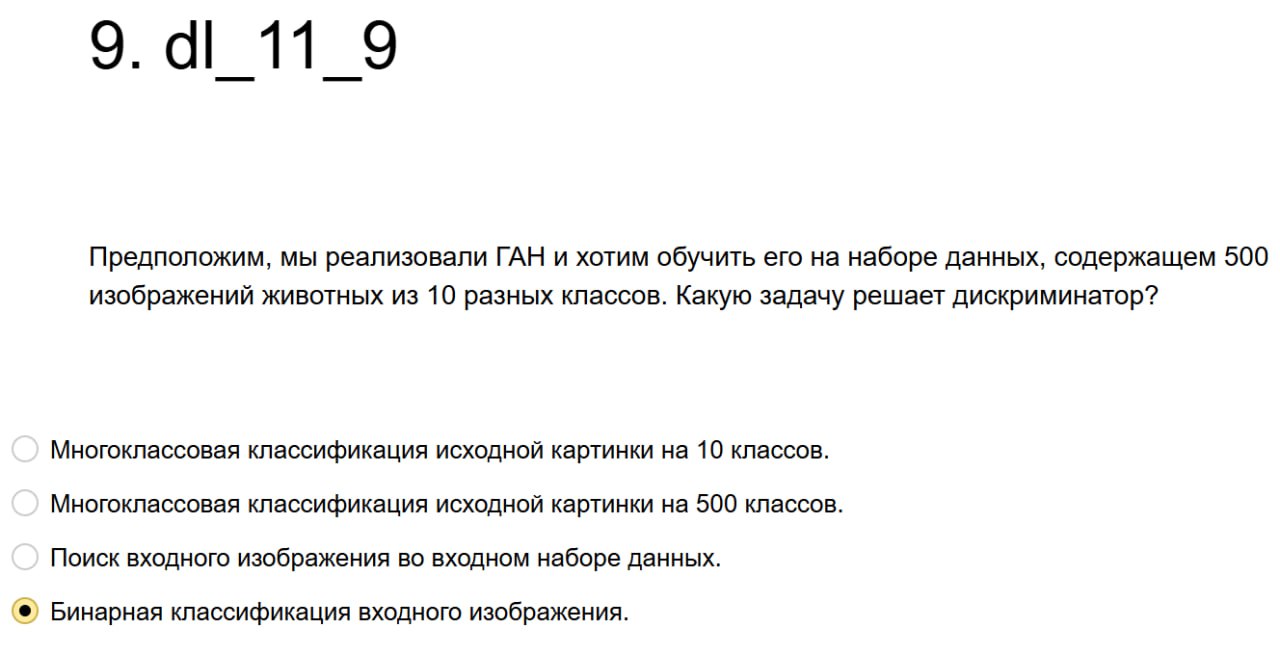 9. dl_11_9
Предположим, мы реализовали ГАН и хотим обучить его на наборе данных, содержащем 500
изображений животных из 10 разных классов. Какую задачу решает дискриминатор?
Многоклассовая классификация исходной картинки на 10 классов.
Многоклассовая классификация исходной картинки на 500 классов.
Поиск входного изображения во входном наборе данных.
Бинарная классификация входного изображения.